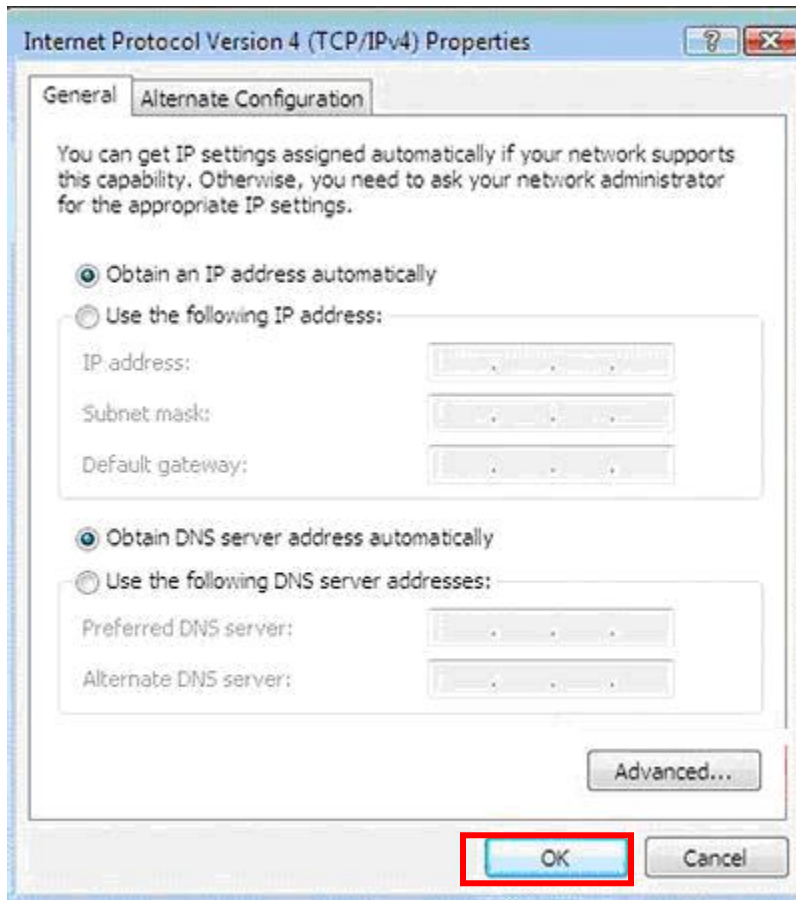 Internet Protocol Version 4 (TCP/IPv4) Properties
General
Alternate Configuration
You can get IP settings assigned automatically if your network supports
this capability. Otherwise, you need to ask your network administrator
for the appropriate IP settings.
Obtain an IP address automatically
Use the following IP address:
IP address:
Subnet mask:
Default gateway:
Obtain DNS server address automatically
Use the following DNS server addresses:
Preferred DNS server:
Alternate DNS server:
Advanced...
OK
Cancel